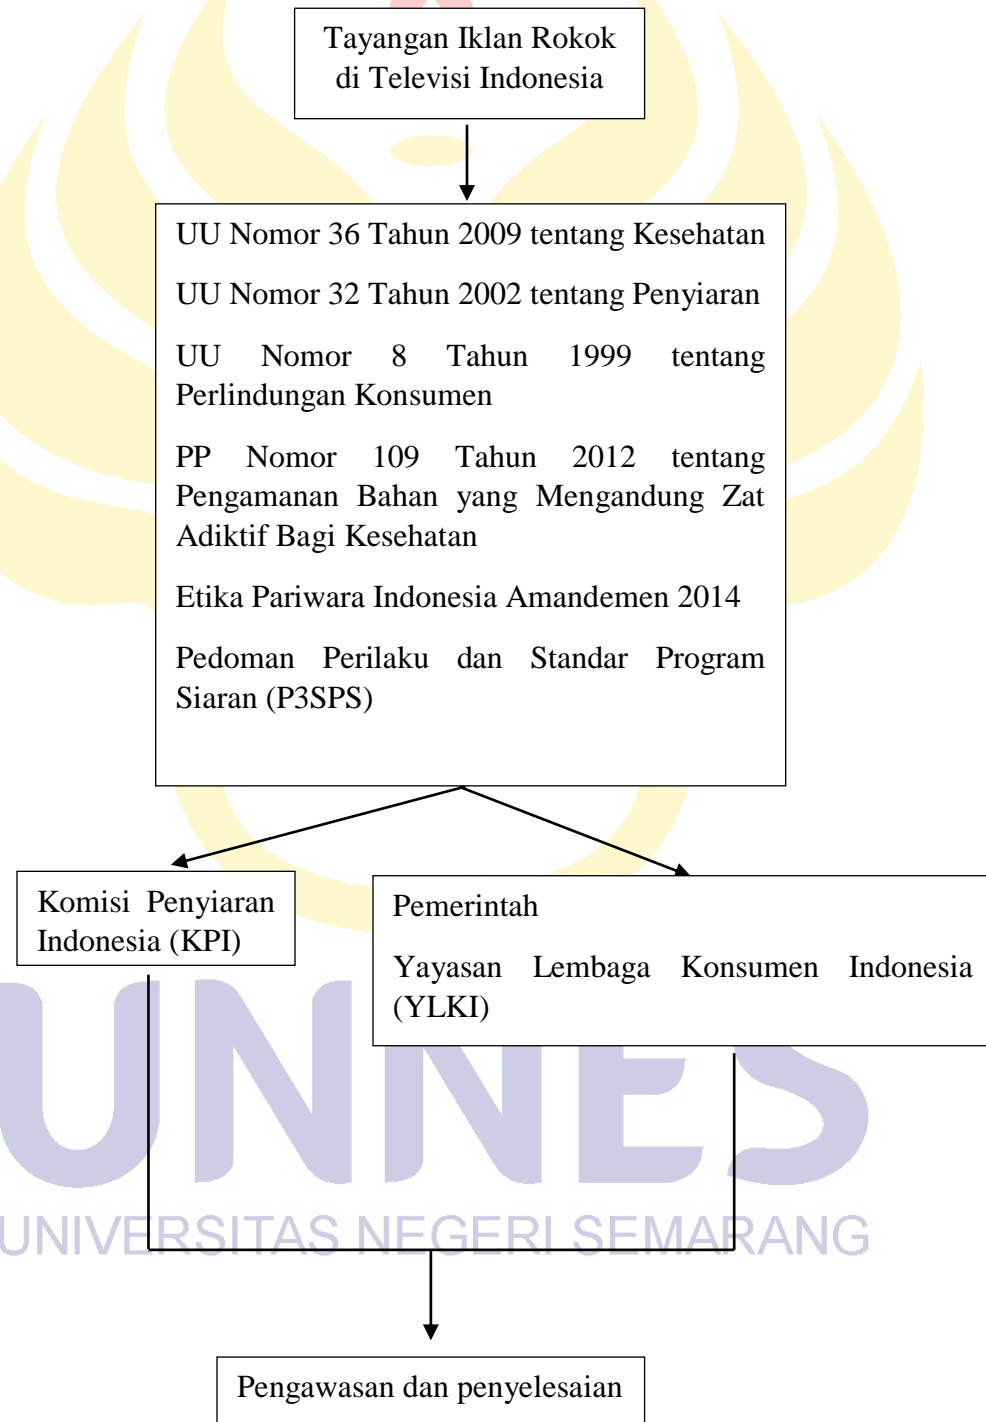 Tayangan Iklan Rokok
di Televisi Indonesia
UU Nomor 36 Tahun 2009 tentang Kesehatan
UU Nomor 32 Tahun 2002 tentang Penyiaran
UU Nomor 8 Tahun 1999 tentang
Perlindungan Konsumen
PP Nomor 109 Tahun 2012 tentang
Pengamanan Bahan yang Mengandung Zat
Adiktif Bagi Kesehatan
Etika Pariwara Indonesia Amandemen 2014
Pedoman Perilaku dan Standar Program
Siaran (P3SPS)
Komisi Penyiaran
Indonesia (KPI)
Pemerintah
Yayasan Lembaga Konsumen Indonesia
(YLKI)
UNNES
UNIVERSITAS NEGERI SEMARANG
Pengawasan dan penyelesaian